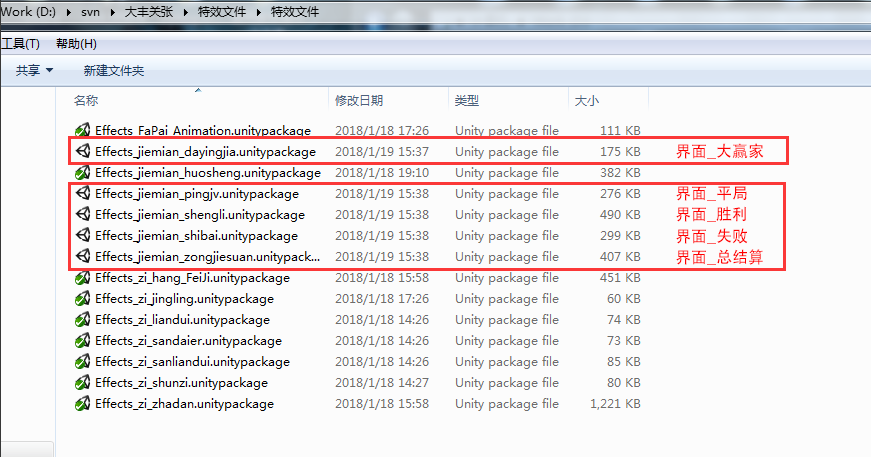 Work (D:) ▸ svn ▸ 大丰关张 ▸ 特效文件 ▸ 特效文件
工具(T) 帮助(H)
共享 新建文件夹
名称 修改日期 类型 大小
Effects_FaPai_Animation.unitypackage 2018/1/18 17:26 Unity package file 111 KB
Effects_jiemian_dayingjia.unitypackage 2018/1/19 15:37 Unity package file 175 KB 界面_大赢家
Effects_jiemian_huosheng.unitypackage 2018/1/18 19:10 Unity package file 382 KB
Effects_jiemian_pingjv.unitypackage 2018/1/19 15:38 Unity package file 276 KB 界面_平局
Effects_jiemian_shengli.unitypackage 2018/1/19 15:38 Unity package file 490 KB 界面_胜利
Effects_jiemian_shibai.unitypackage 2018/1/19 15:38 Unity package file 299 KB 界面_失败
Effects_jiemian_zongjiesuan.unitypack... 2018/1/19 15:38 Unity package file 407 KB 界面_总结算
Effects_zi_hang_FeiJi.unitypackage 2018/1/18 15:58 Unity package file 451 KB
Effects_zi_jingling.unitypackage 2018/1/18 17:26 Unity package file 60 KB
Effects_zi_liandui.unitypackage 2018/1/18 14:26 Unity package file 74 KB
Effects_zi_sandaier.unitypackage 2018/1/18 14:26 Unity package file 73 KB
Effects_zi_sanliandui.unitypackage 2018/1/18 14:26 Unity package file 85 KB
Effects_zi_shunzi.unitypackage 2018/1/18 14:27 Unity package file 80 KB
Effects_zi_zhadan.unitypackage 2018/1/18 15:58 Unity package file 1,221 KB